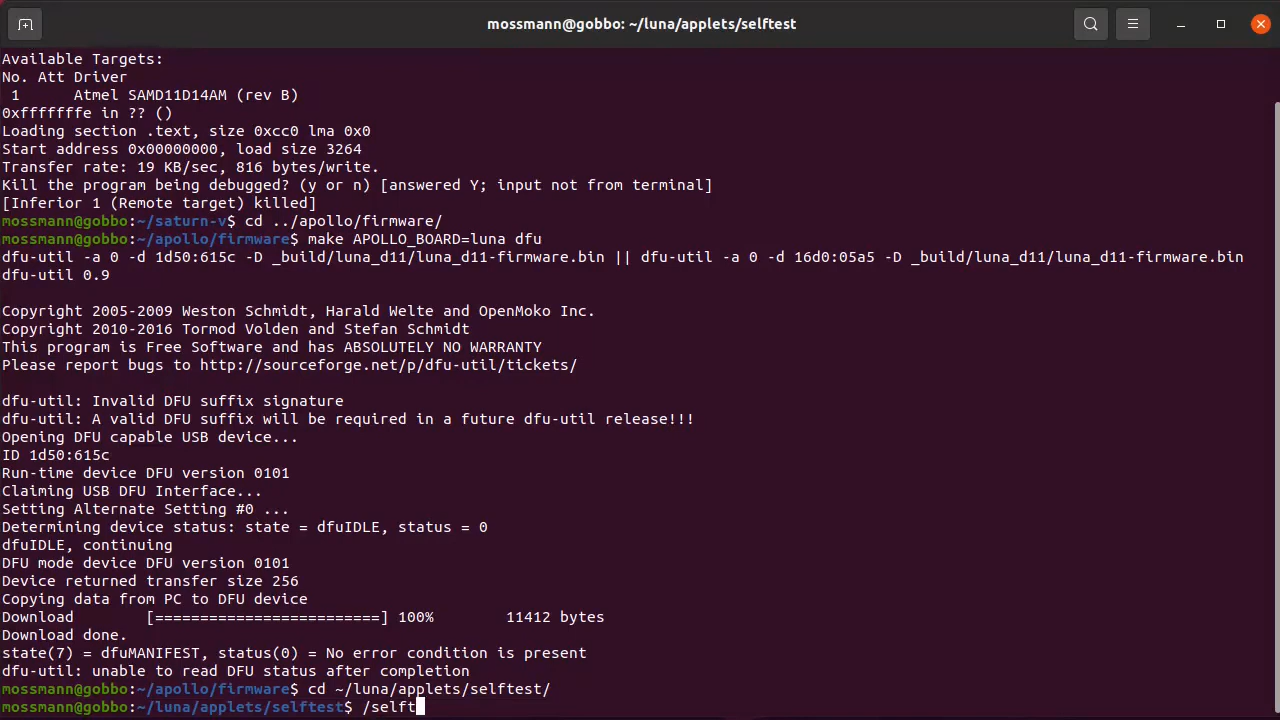 mossmann@gobbo: ~/luna/applets/selftest
Available Targets:
No. Att Driver
 1      Atmel SAMD11D14AM (rev B)
0xfffffffe in ?? ()
Loading section .text, size 0xcc0 lma 0x0
Start address 0x00000000, load size 3264
Transfer rate: 19 KB/sec, 816 bytes/write.
Kill the program being debugged? (y or n) [answered Y; input not from terminal]
[Inferior 1 (Remote target) killed]
mossmann@gobbo:~/saturn-v$ cd ../apollo/firmware/
mossmann@gobbo:~/apollo/firmware$ make APOLLO_BOARD=luna dfu
dfu-util -a 0 -d 1d50:615c -D _build/luna_d11/luna_d11-firmware.bin || dfu-util -a 0 -d 16d0:05a5 -D _build/luna_d11/luna_d11-firmware.bin
dfu-util 0.9
Copyright 2005-2009 Weston Schmidt, Harald Welte and OpenMoko Inc.
Copyright 2010-2016 Tormod Volden and Stefan Schmidt
This program is Free Software and has ABSOLUTELY NO WARRANTY
Please report bugs to http://sourceforge.net/p/dfu-util/tickets/
dfu-util: Invalid DFU suffix signature
dfu-util: A valid DFU suffix will be required in a future dfu-util release!!!
Opening DFU capable USB device...
ID 1d50:615c
Run-time device DFU version 0101
Claiming USB DFU Interface...
Setting Alternate Setting #0 ...
Determining device status: state = dfuIDLE, status = 0
dfuIDLE, continuing
DFU mode device DFU version 0101
Device returned transfer size 256
Copying data from PC to DFU device
Download        [=========================] 100%        11412 bytes
Download done.
state(7) = dfuMANIFEST, status(0) = No error condition is present
dfu-util: unable to read DFU status after completion
mossmann@gobbo:~/apollo/firmware$ cd ~/luna/applets/selftest/
mossmann@gobbo:~/luna/applets/selftest$ /selft